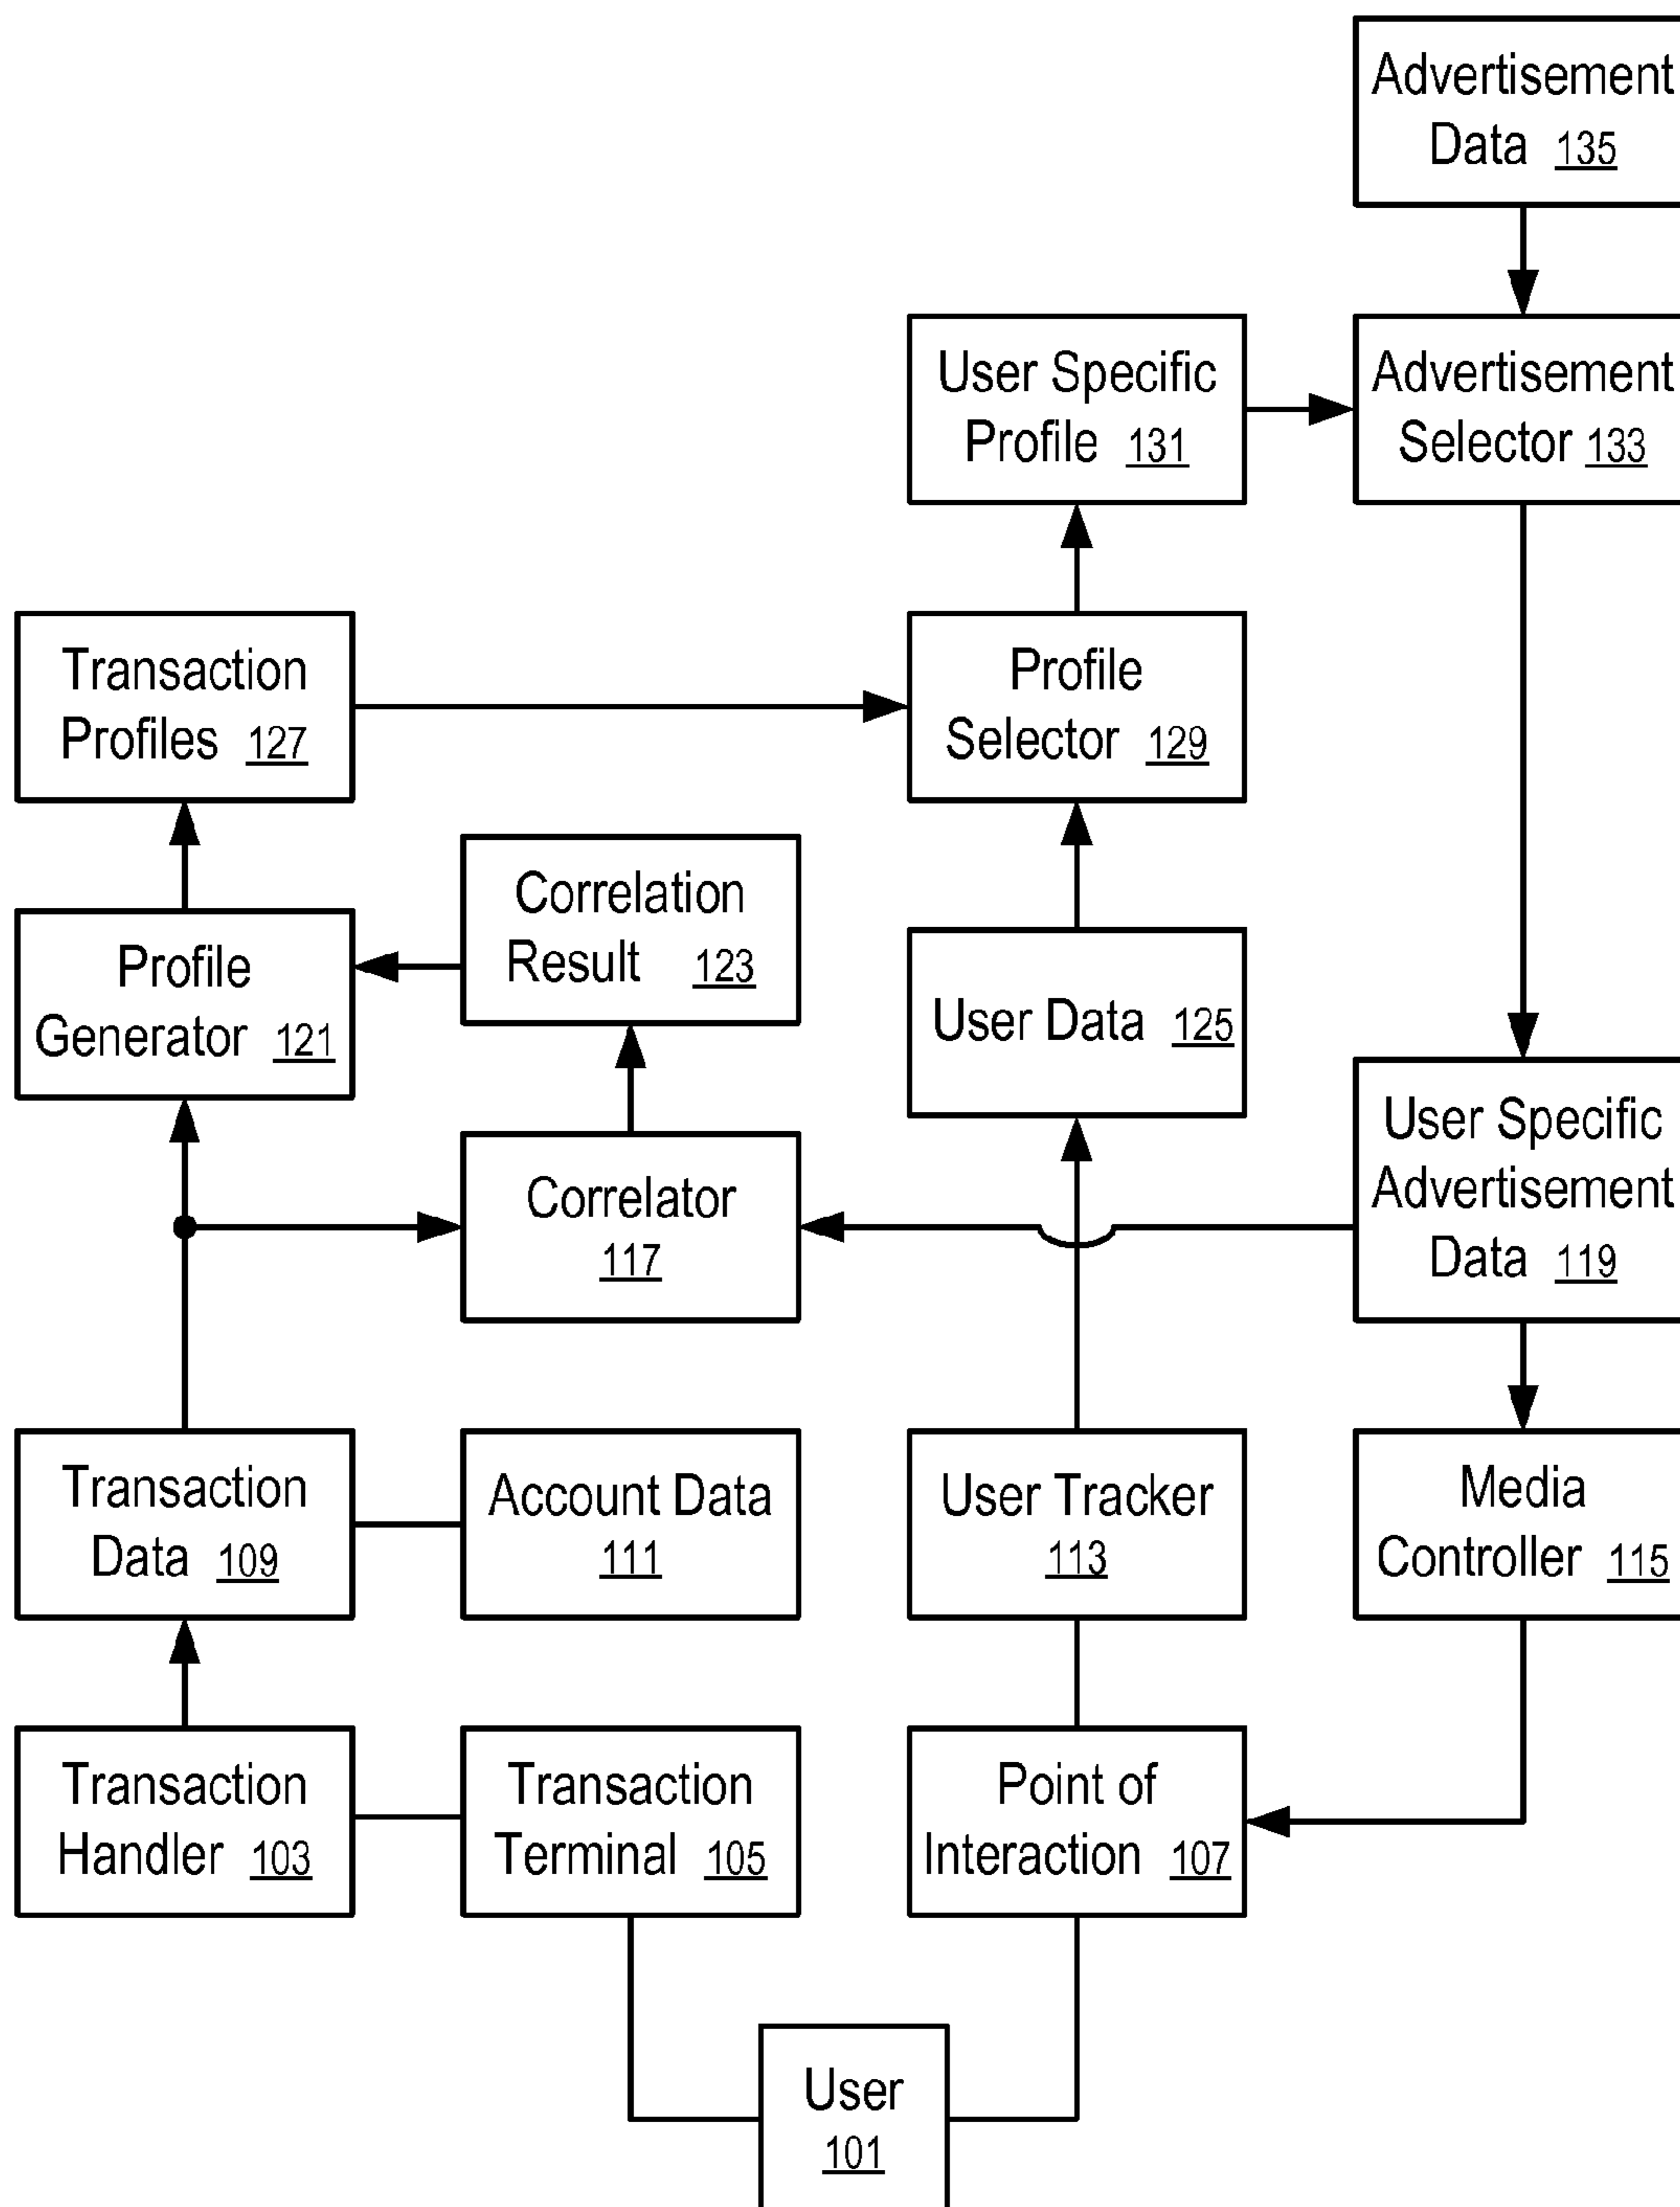 Advertisement
Data 135
User Specific
Profile 131
Advertisement
Selector 133
Transaction
Profiles 127
Profile
Selector 129
Correlation
Result 123
Profile
Generator 121
User Data 125
User Specific
Advertisement
Data 119
Correlator
117
Transaction
Data 109
Account Data
111
User Tracker
113
Media
Controller 115
Transaction
Handler 103
Transaction
Terminal 105
Point of
Interaction 107
User
101